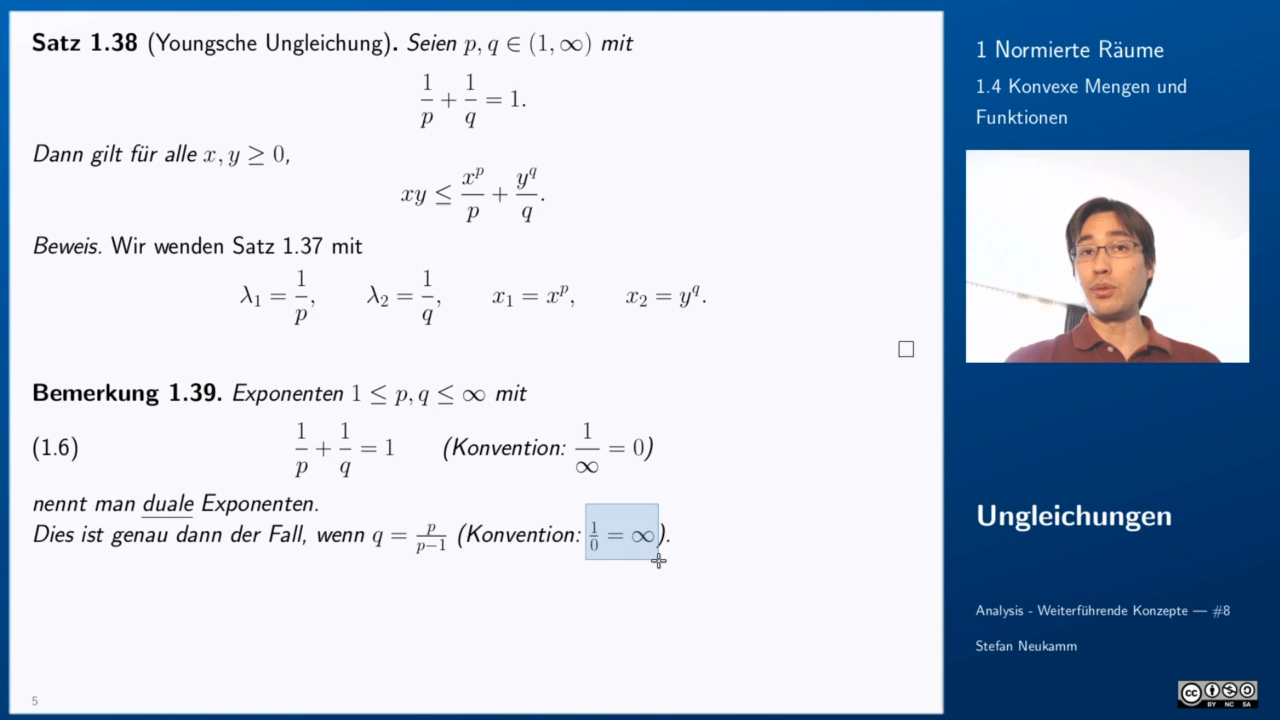 Satz 1.38 (Youngsche Ungleichung). Seien p, q ∈ (1, ∞) mit
1/p + 1/q = 1.
Dann gilt für alle x, y ≥ 0,
xy ≤ x^p/p + y^q/q.
Beweis. Wir wenden Satz 1.37 mit
λ₁ = 1/p, λ₂ = 1/q, x₁ = x^p, x₂ = y^q.
□
Bemerkung 1.39. Exponenten 1 ≤ p, q ≤ ∞ mit
(1.6) 1/p + 1/q = 1 (Konvention: 1/∞ = 0)
nennt man duale Exponenten.
Dies ist genau dann der Fall, wenn q = p/(p−1) (Konvention: 1/0 = ∞).
5
1 Normierte Räume
1.4 Konvexe Mengen und
Funktionen
Ungleichungen
Analysis - Weiterführende Konzepte — #8
Stefan Neukamm
CC BY NC SA